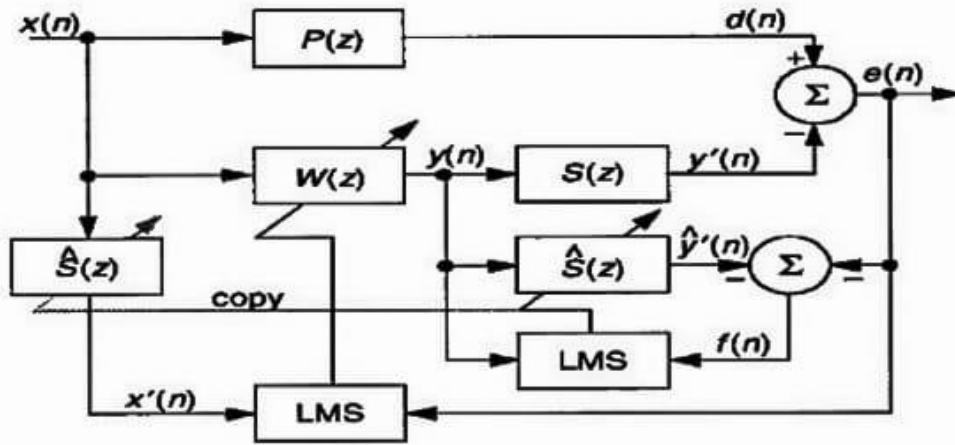 x(n)
P(z)
d(n)
+
Σ
e(n)
−
W(z)
y(n)
S(z)
y′(n)
Ŝ(z)
Ŝ(z)
ŷ′(n)
−
Σ
−
copy
LMS
f(n)
x′(n)
LMS